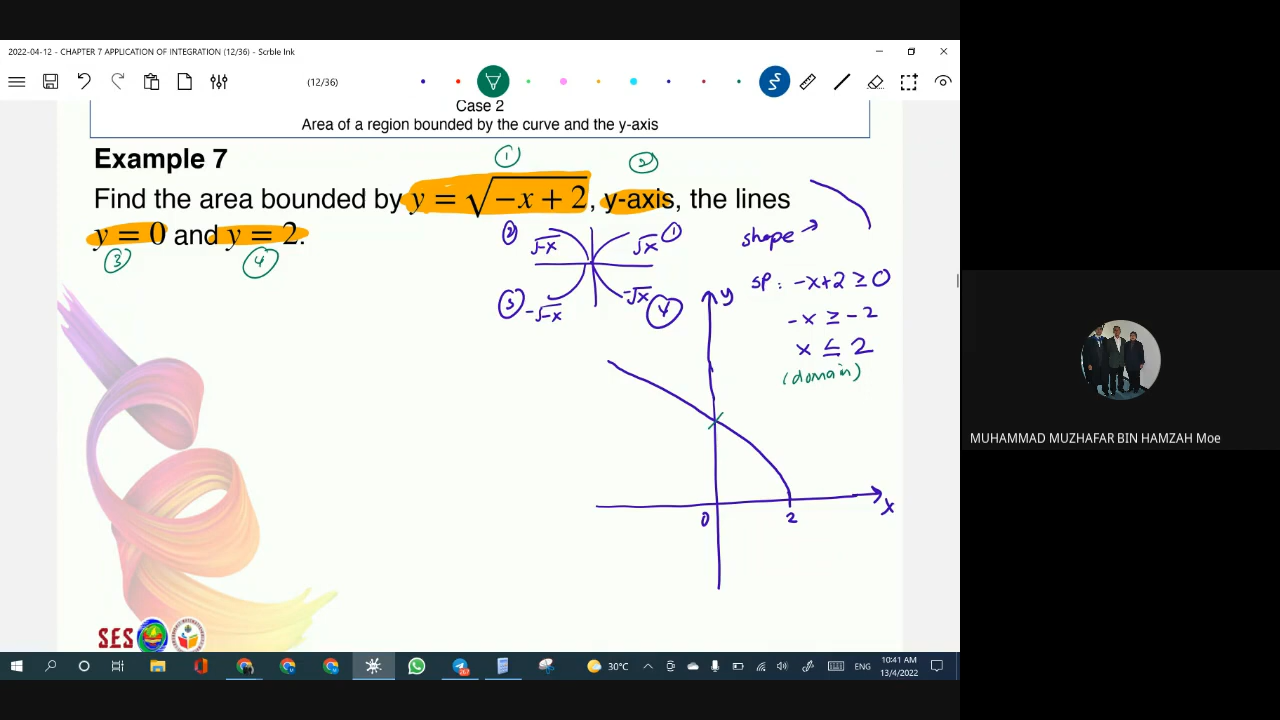 2022-04-12 - CHAPTER 7 APPLICATION OF INTEGRATION (12/36) - Scrble Ink
(12/36)
Case 2
Area of a region bounded by the curve and the y-axis
Example 7
① ②
Find the area bounded by y = √(-x + 2), y-axis, the lines
y = 0 and y = 2.
③ ④
② √-x √x ①
③ -√-x -√x ④
shape →
SP : -x+2 ≥ 0
-x ≥ -2
x ≤ 2
(domain)
y
0 2 x
SES
MUHAMMAD MUZHAFAR BIN HAMZAH Moe
30°C ENG 10:41 AM
13/4/2022